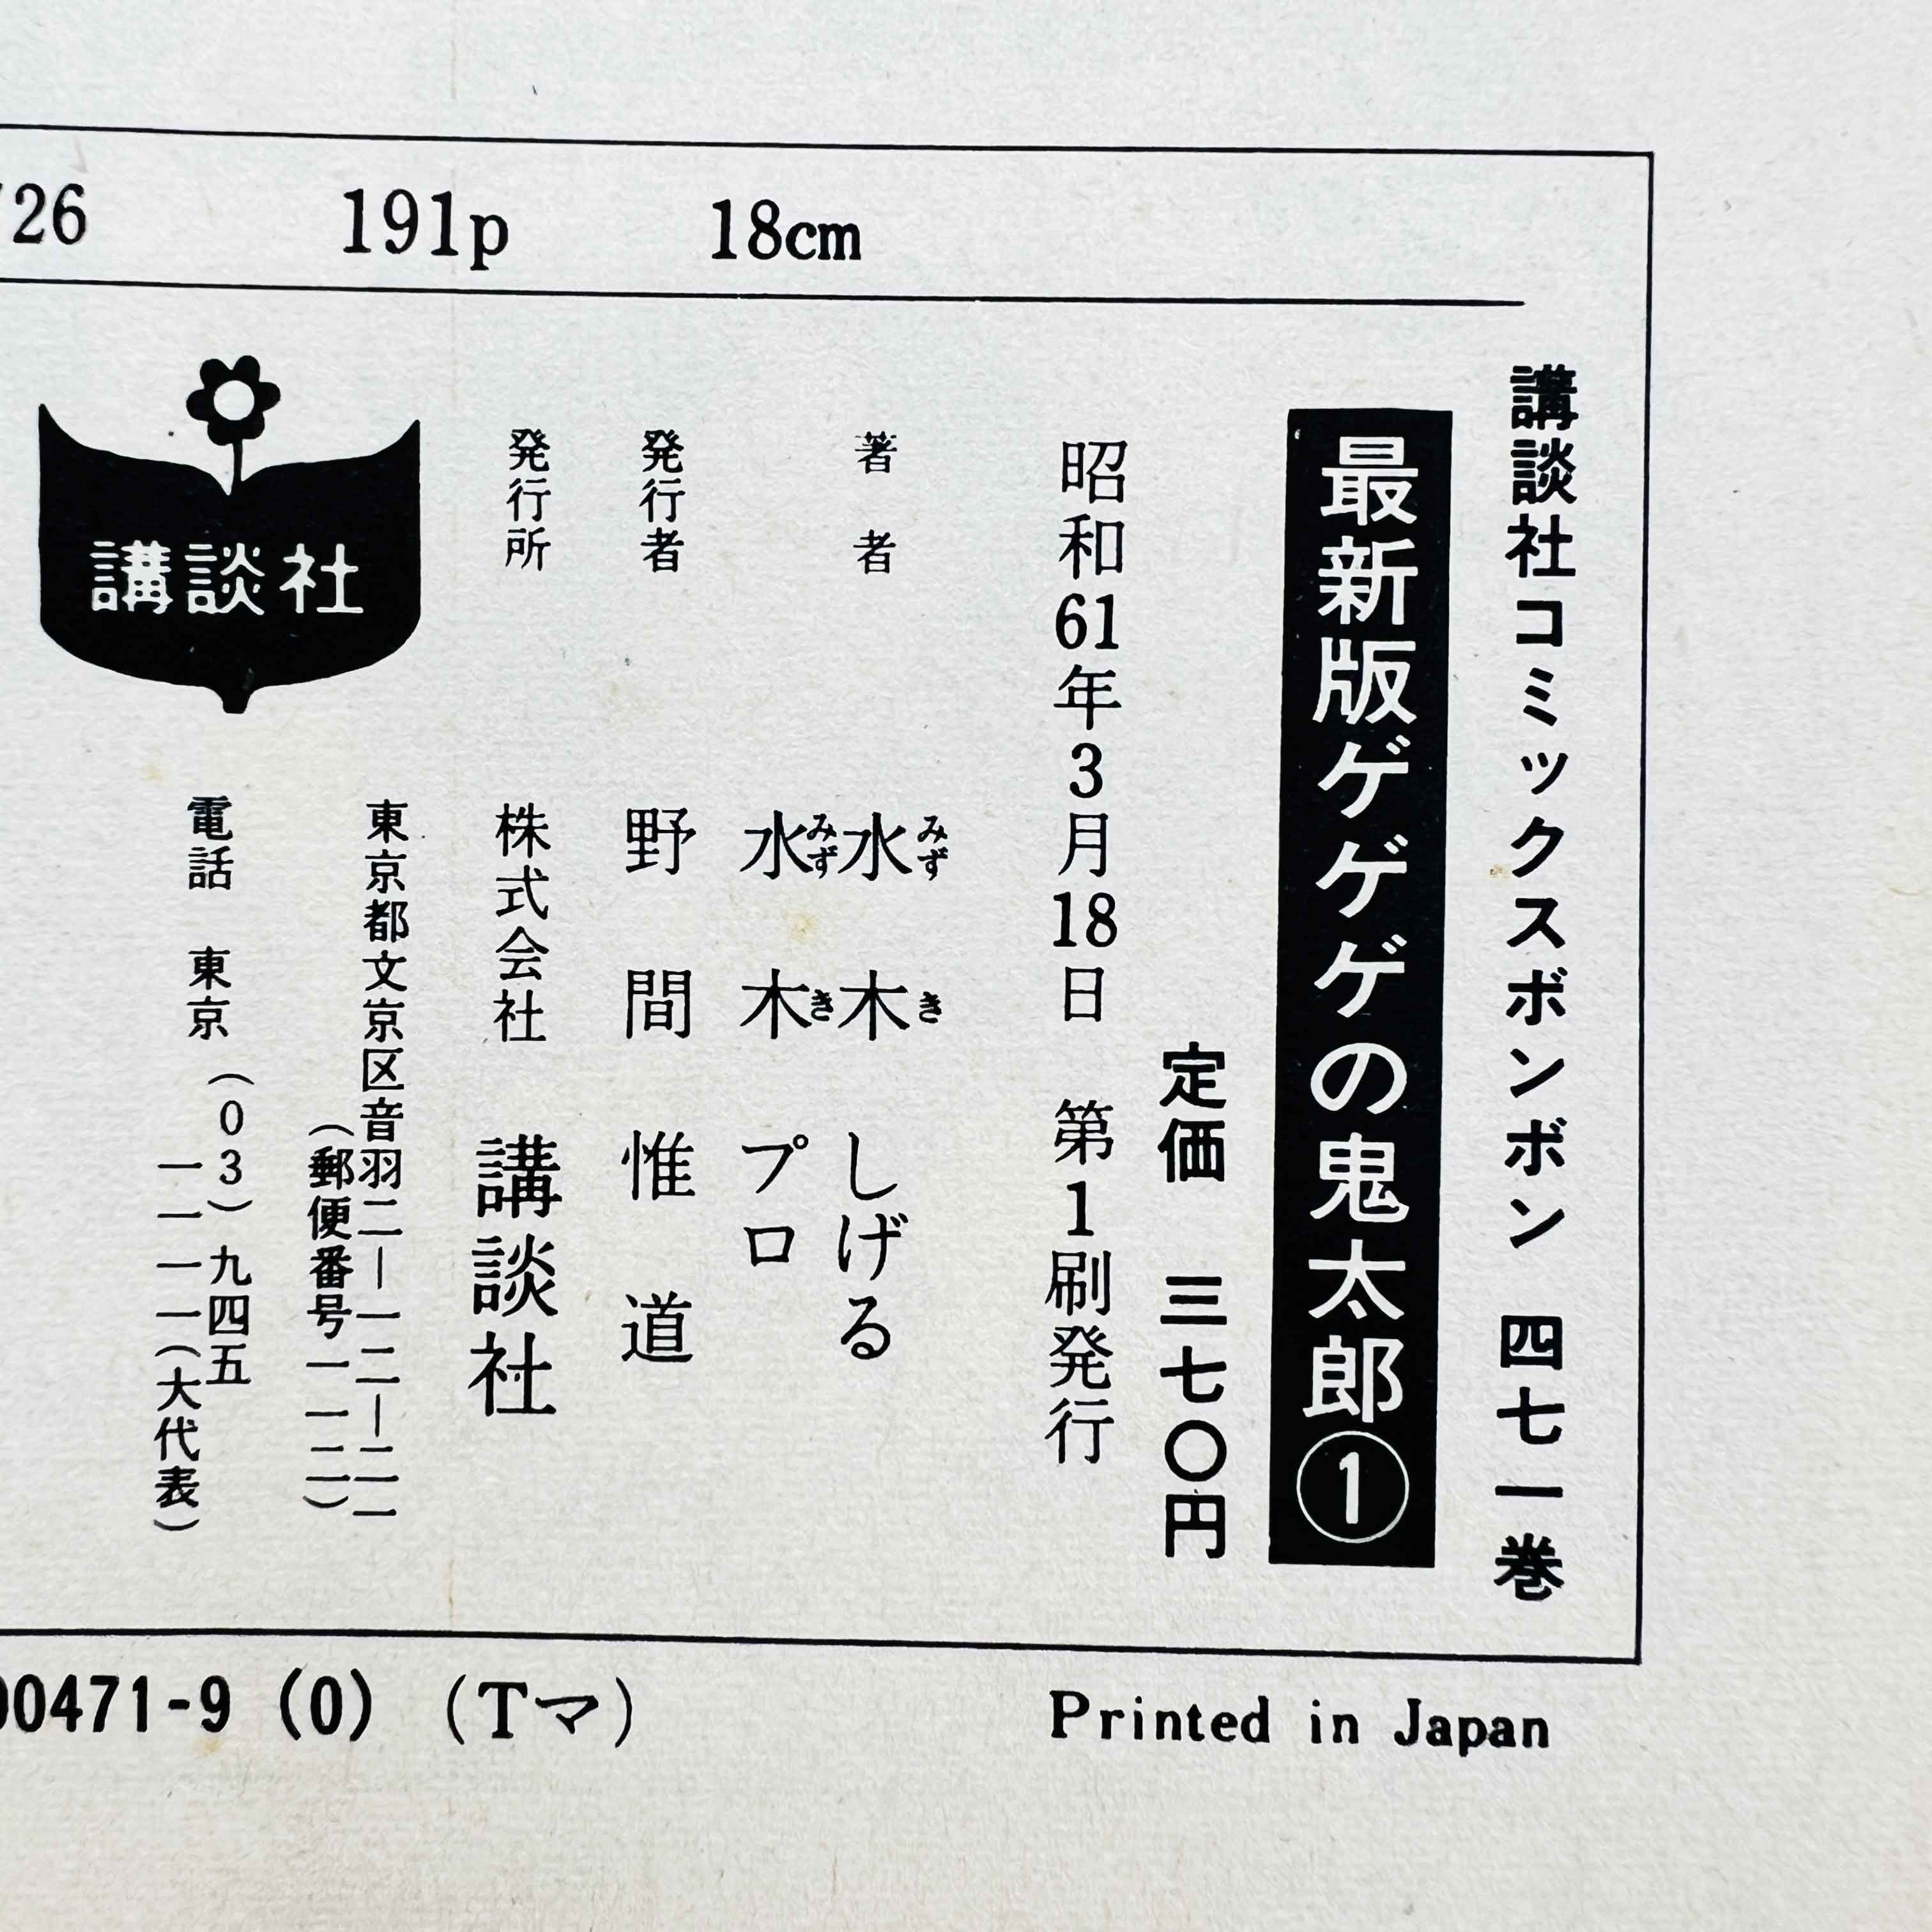 726 191p 18cm
講談社コミックスボンボン 四七一巻
最新版ゲゲゲの鬼太郎①
定価 三七〇円
昭和61年3月18日 第1刷発行
著者 水木しげる
みず き
水木プロ
みず き
発行者 野間惟道
発行所 株式会社 講談社
東京都文京区音羽二―一二―二一
(郵便番号一一二)
電話 東京(03)九四五
一一一一(大代表)
講談社
00471-9 (0) (Tマ)
Printed in Japan